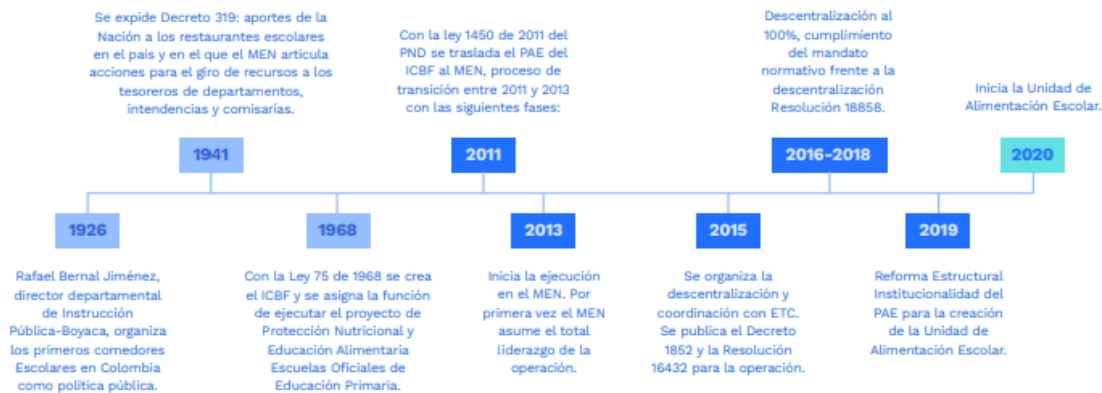 Se expide Decreto 319: aportes de la
Nación a los restaurantes escolares
en el país y en el que el MEN articula
acciones para el giro de recursos a los
tesoreros de departamentos,
intendencias y comisarías.
1941
Con la ley 1450 de 2011 del
PND se traslada el PAE del
ICBF al MEN, proceso de
transición entre 2011 y 2013
con las siguientes fases:
2011
Descentralización al
100%, cumplimiento
del mandato
normativo frente a la
descentralización
Resolución 18858.
2016-2018
Inicia la Unidad de
Alimentación Escolar.
2020
1926
Rafael Bernal Jiménez,
director departamental
de Instrucción
Pública-Boyaca, organiza
los primeros comedores
Escolares en Colombia
como política pública.
1968
Con la Ley 75 de 1968 se crea
el ICBF y se asigna la función
de ejecutar el proyecto de
Protección Nutricional y
Educación Alimentaria
Escuelas Oficiales de
Educación Primaria.
2013
Inicia la ejecución
en el MEN. Por
primera vez el MEN
asume el total
liderazgo de la
operación.
2015
Se organiza la
descentralización y
coordinación con ETC.
Se publica el Decreto
1852 y la Resolución
16432 para la operación.
2019
Reforma Estructural
Institucionalidad del
PAE para la creación
de la Unidad de
Alimentación Escolar.